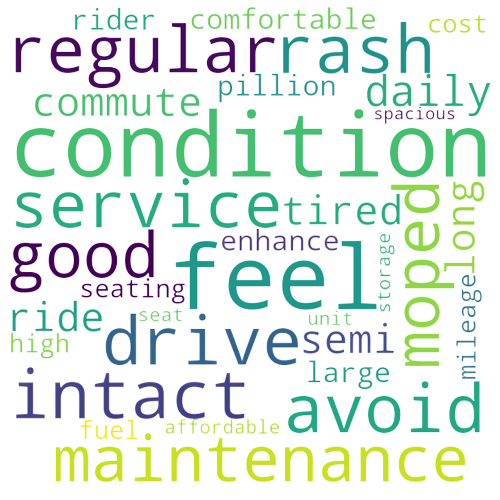 rider comfortable cost
regular rash
pillion daily
commute
spacious
condition
service tired
moped
long
good
enhance
feel
storage
seating
mileage
ride
seat
unit
drive semi
high
large
intact avoid
fuel affordable
maintenance